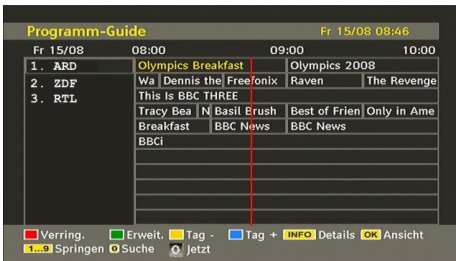 Programm-Guide Fr 15/08 08:46
Fr 15/08 08:00 09:00 10:00
1. ARD Olympics Breakfast Olympics 2008
2. ZDF Wa Dennis the Freefonix Raven The Revenge
3. RTL This Is BBC THREE
Tracy Bea N Basil Brush Best of Frien Only in Ame
Breakfast BBC News BBC News
BBCi
Verring. Erweit. Tag - Tag + INFO Details OK Ansicht
1...9 Springen 0 Suche Jetzt